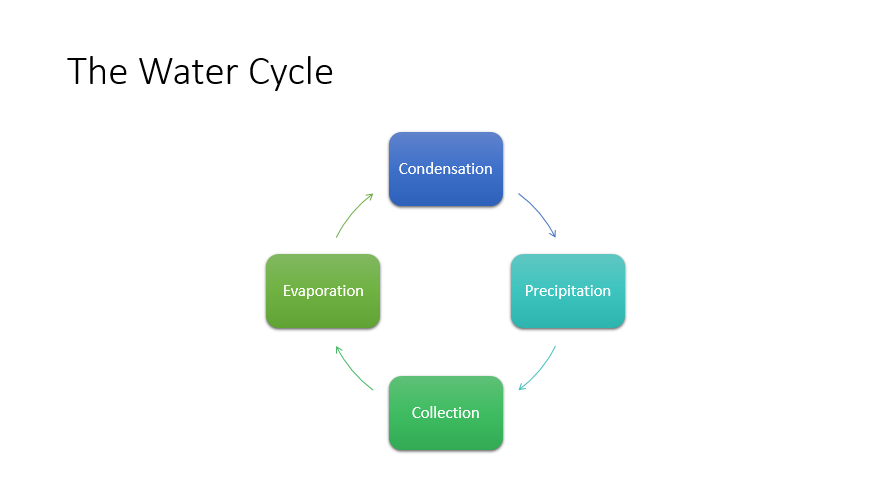 The Water Cycle
Condensation
Precipitation
Collection
Evaporation